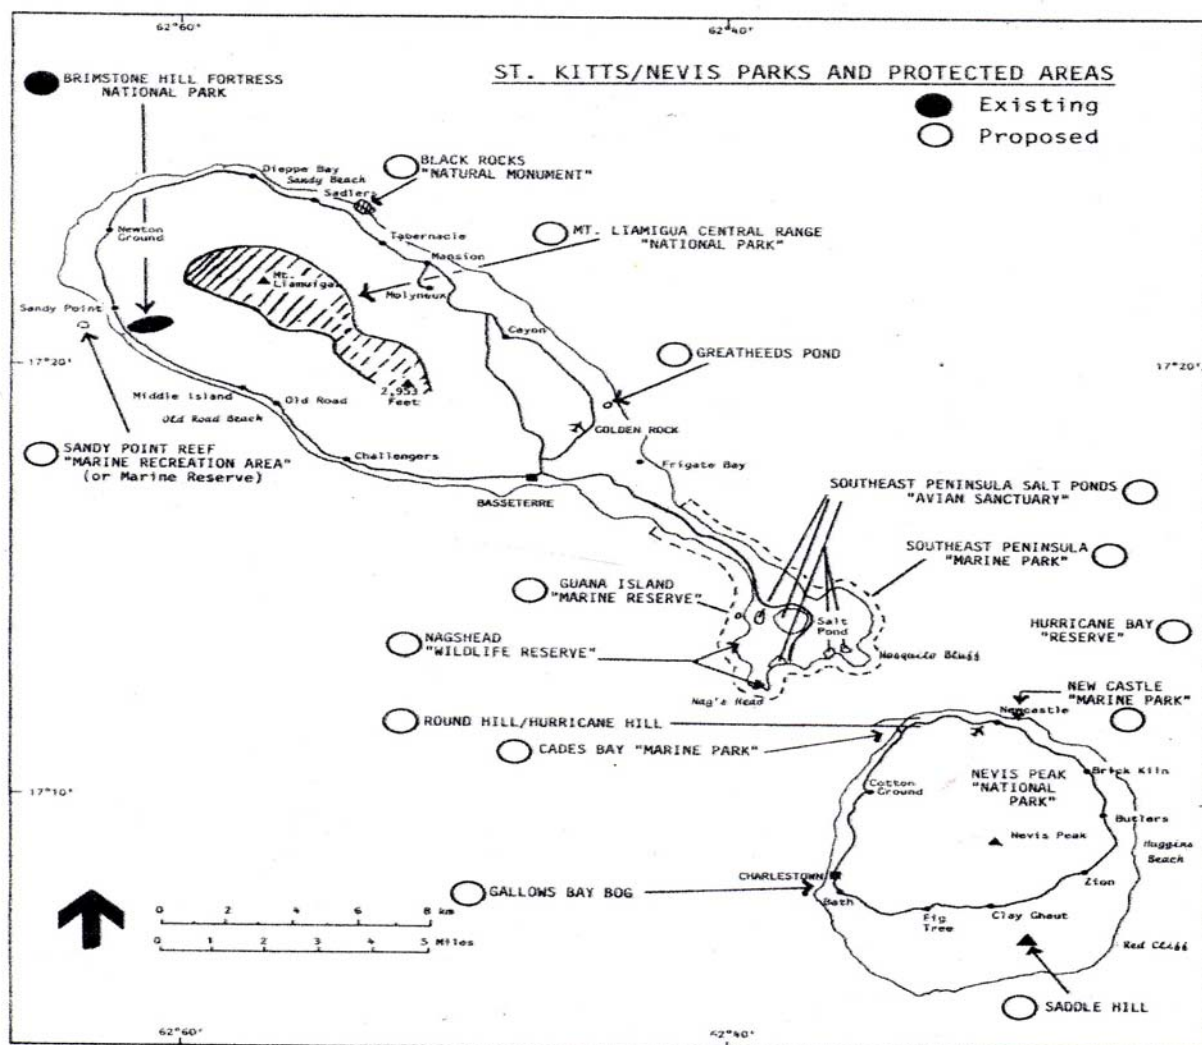 62°60'
62°40'
ST. KITTS/NEVIS PARKS AND PROTECTED AREAS
Existing
Proposed
BRIMSTONE HILL FORTRESS
NATIONAL PARK
BLACK ROCKS
"NATURAL MONUMENT"
Dieppe Bay
Sandy Beach
Sadlers
MT. LIAMIGUA CENTRAL RANGE
"NATIONAL PARK"
Newton
Ground
Tabernacle
Mansion
Mt.
Liamuiga
Molyneux
Sandy Point
Cayon
17°20'
17°20'
GREATHEEDS POND
Middle Island
Old Road
2,953
Feet
Old Road Beach
GOLDEN ROCK
SANDY POINT REEF
"MARINE RECREATION AREA"
(or Marine Reserve)
Challengers
Frigate Bay
BASSETERRE
SOUTHEAST PENINSULA SALT PONDS
"AVIAN SANCTUARY"
SOUTHEAST PENINSULA
"MARINE PARK"
GUANA ISLAND
"MARINE RESERVE"
Salt
Pond
HURRICANE BAY
"RESERVE"
NAGSHEAD
"WILDLIFE RESERVE"
Mosquito Bluff
Nag's Head
NEW CASTLE
"MARINE PARK"
Newcastle
ROUND HILL/HURRICANE HILL
CADES BAY "MARINE PARK"
17°10'
Cotton
Ground
NEVIS PEAK
"NATIONAL
PARK"
Brick Kiln
Butlers
Nevis Peak
Huggins
Beach
CHARLESTOWN
Zion
GALLOWS BAY BOG
Bath
Fig
Tree
Clay Ghaut
Red Cliff
0 2 4 6 8 km
0 1 2 3 4 5 Miles
SADDLE HILL
62°60'
62°40'